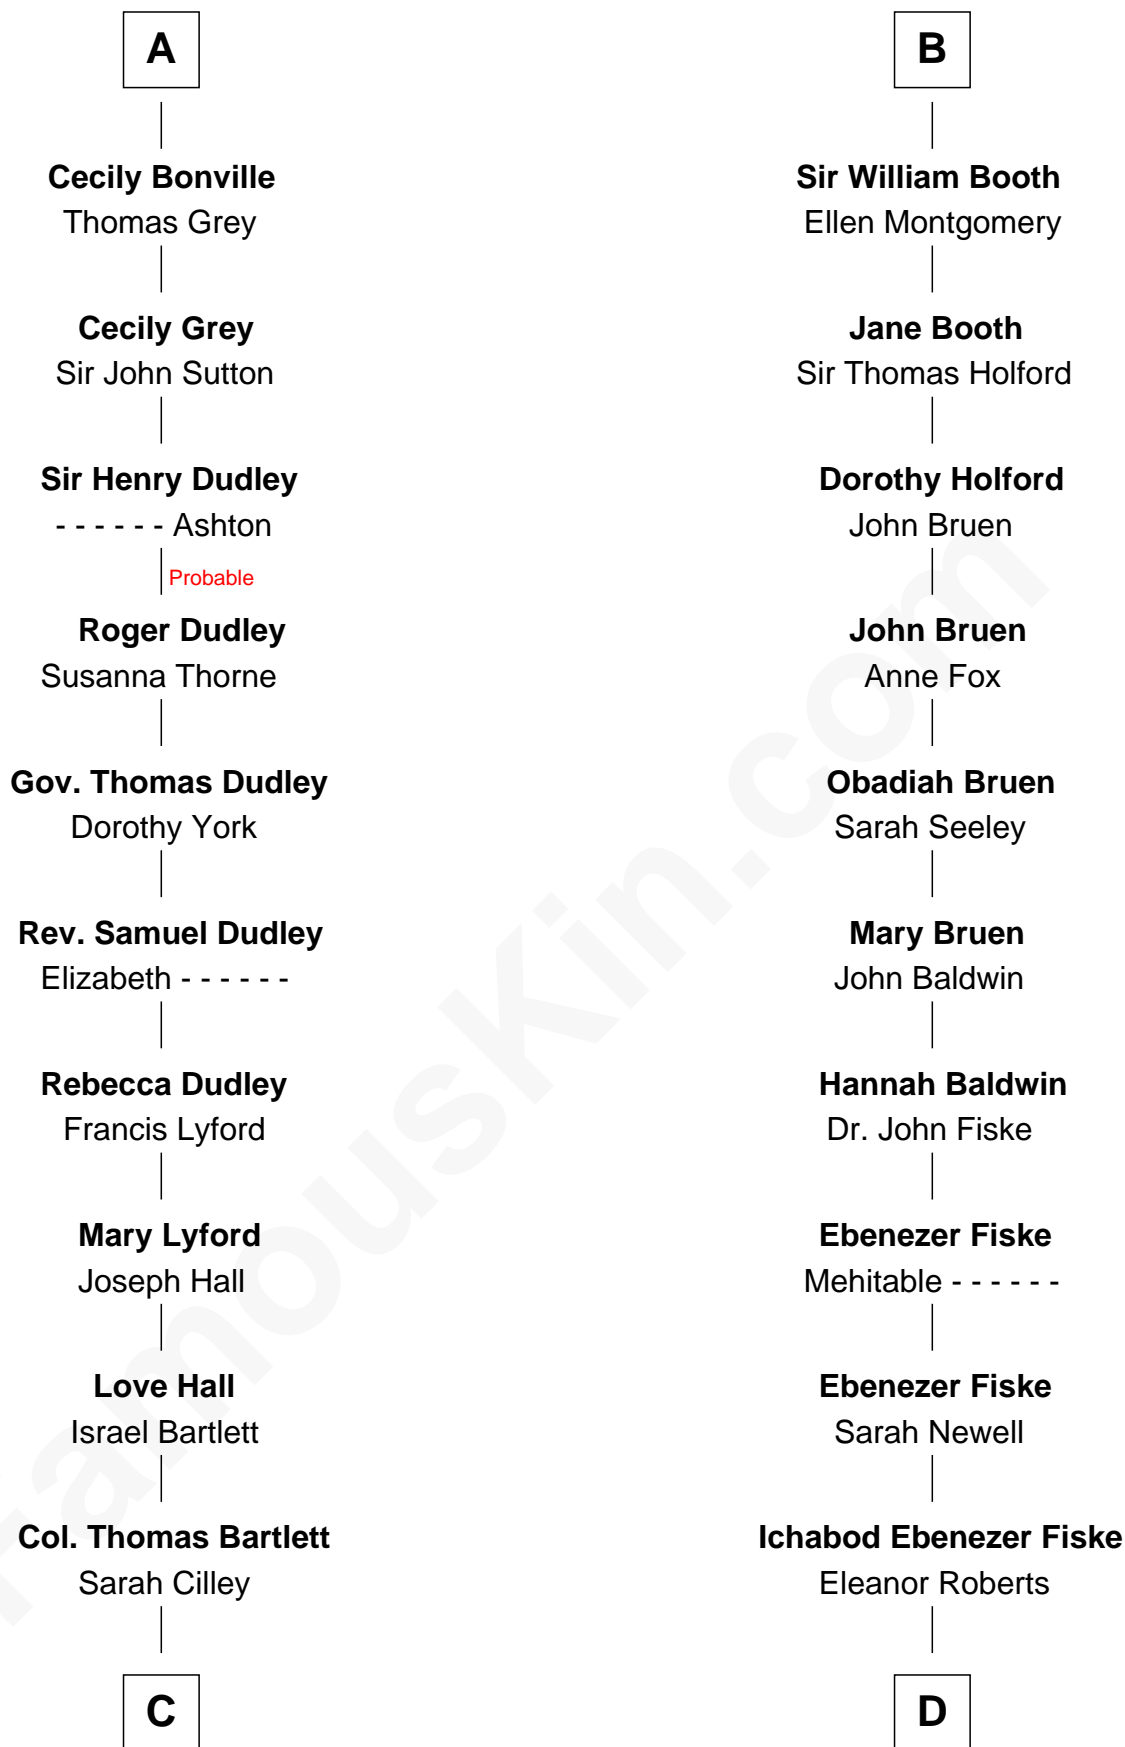 A
Cecily Bonville
Thomas Grey
Cecily Grey
Sir John Sutton
Sir Henry Dudley
- - - - - - Ashton
Probable
Roger Dudley
Susanna Thorne
Gov. Thomas Dudley
Dorothy York
Rev. Samuel Dudley
Elizabeth - - - - - -
Rebecca Dudley
Francis Lyford
Mary Lyford
Joseph Hall
Love Hall
Israel Bartlett
Col. Thomas Bartlett
Sarah Cilley
C
B
Sir William Booth
Ellen Montgomery
Jane Booth
Sir Thomas Holford
Dorothy Holford
John Bruen
John Bruen
Anne Fox
Obadiah Bruen
Sarah Seeley
Mary Bruen
John Baldwin
Hannah Baldwin
Dr. John Fiske
Ebenezer Fiske
Mehitable - - - - - -
Ebenezer Fiske
Sarah Newell
Ichabod Ebenezer Fiske
Eleanor Roberts
D
FamousKin.com